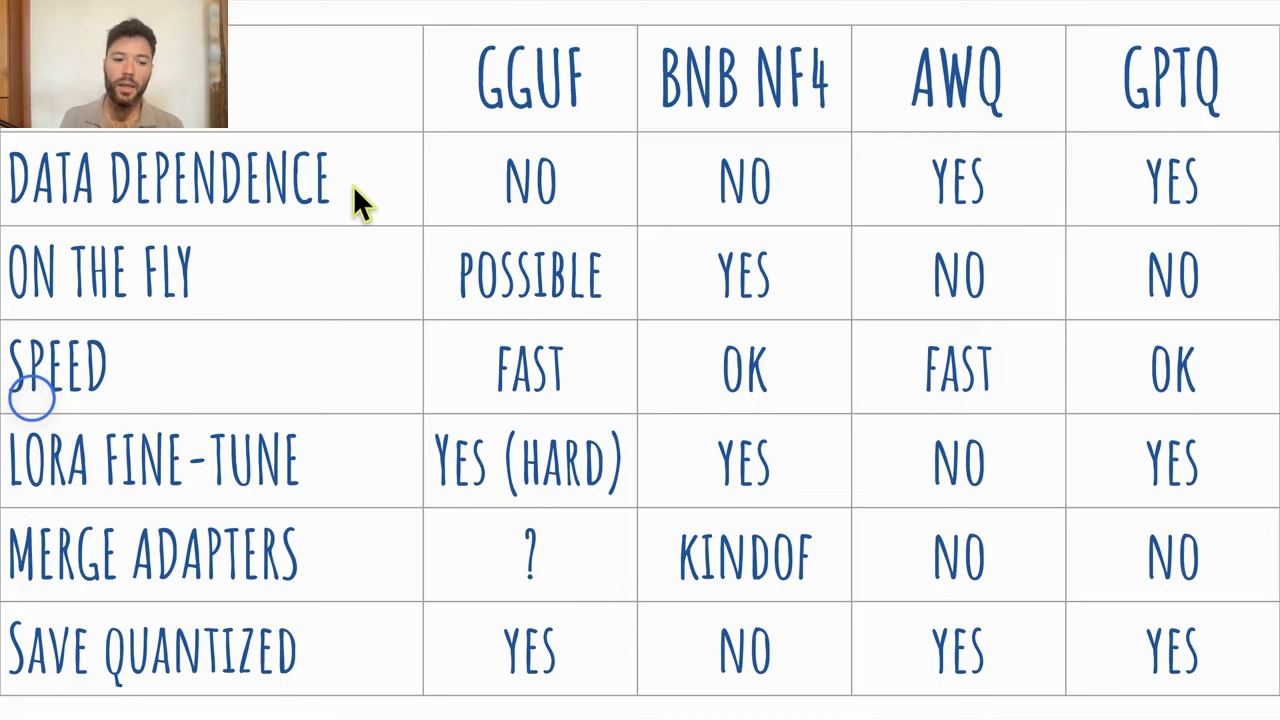 GGUF BNB NF4 AWQ GPTQ
DATA DEPENDENCE NO NO YES YES
ON THE FLY POSSIBLE YES NO NO
SPEED FAST OK FAST OK
LORA FINE-TUNE YES (HARD) YES NO YES
MERGE ADAPTERS ? KINDOF NO NO
SAVE QUANTIZED YES NO YES YES